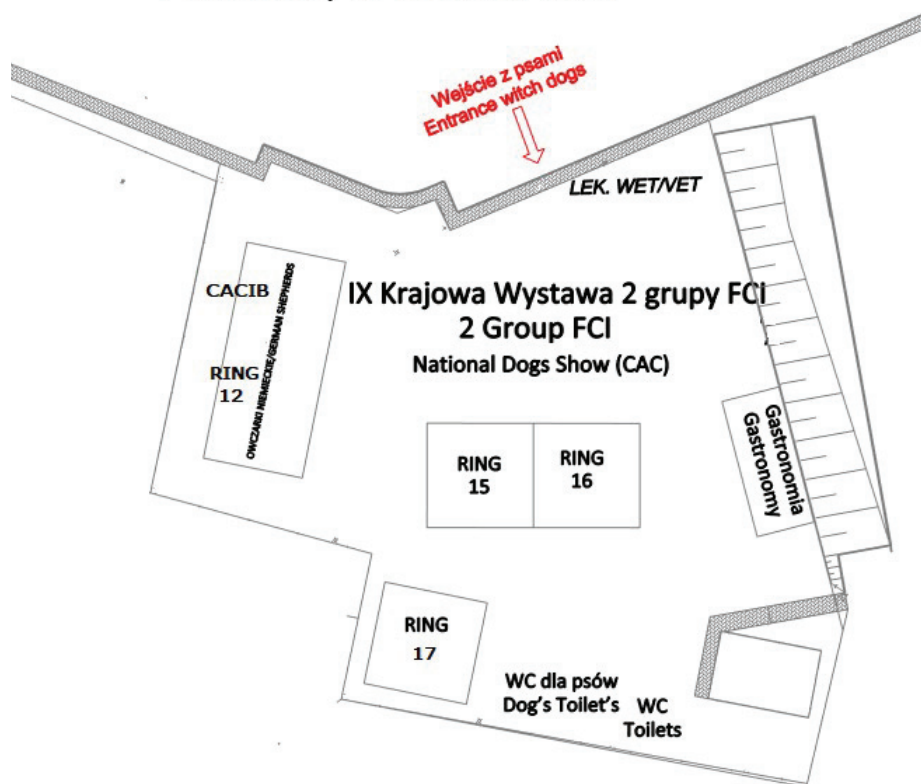 Wejście z psami
Entrance witch dogs
LEK. WET/VET
CACIB
OWCZARKI NIEMIECKIE/GERMAN SHEPHERDS
RING
12
IX Krajowa Wystawa 2 grupy FCI
2 Group FCI
National Dogs Show (CAC)
RING
15
RING
16
Gastronomia
Gastronomy
RING
17
WC dla psów
Dog's Toilet's
WC
Toilets